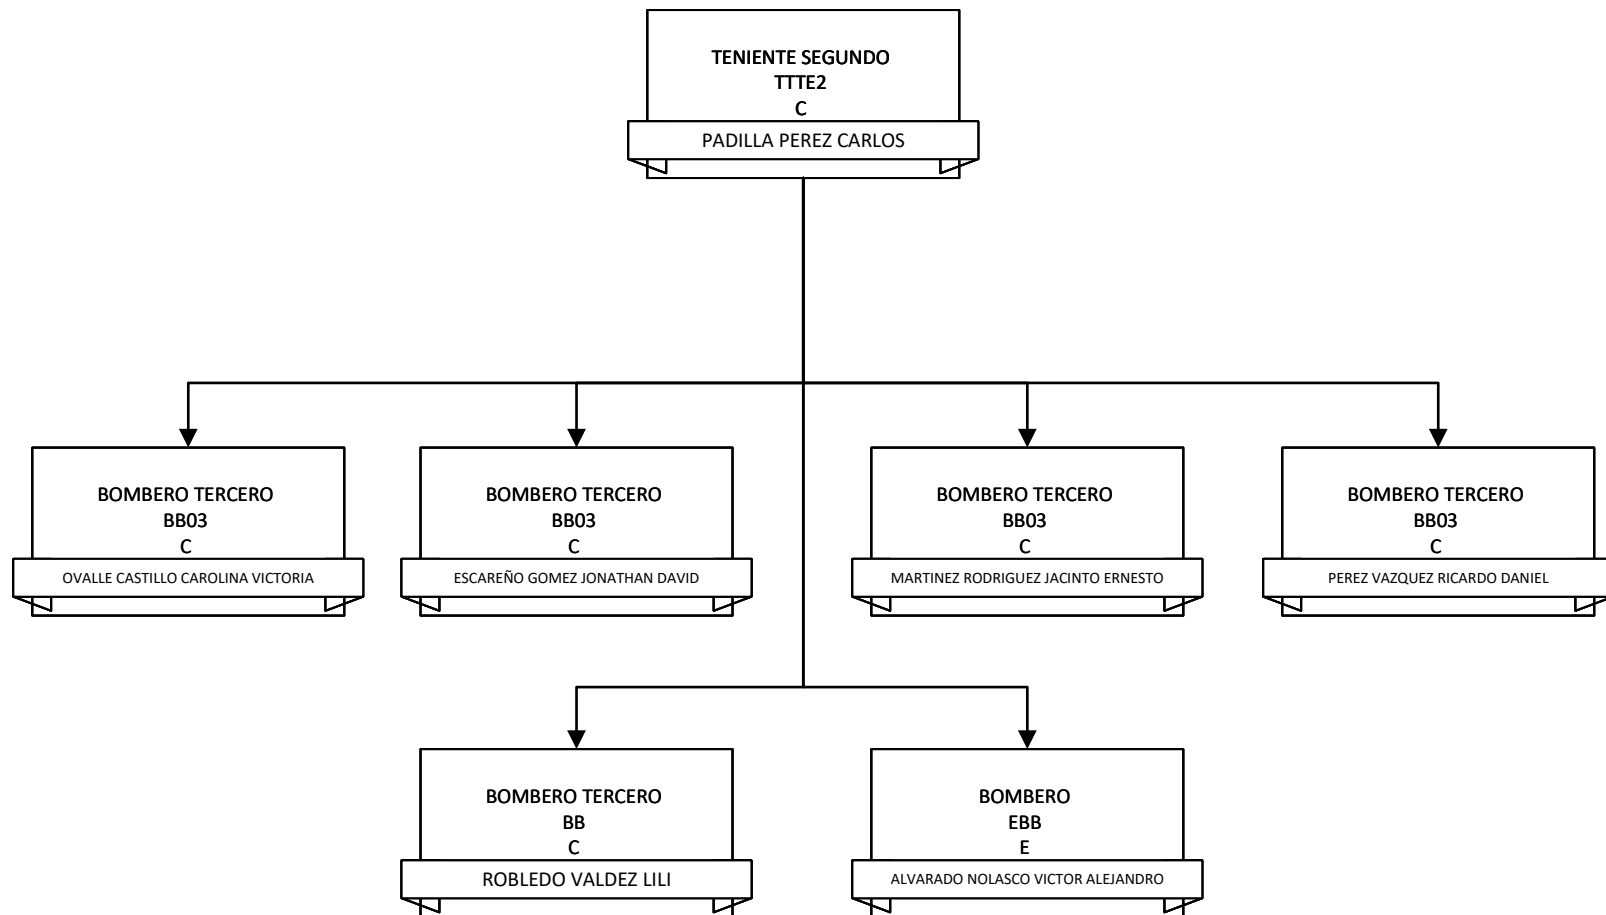 TENIENTE SEGUNDO
TTTE2
C
PADILLA PEREZ CARLOS
BOMBERO TERCERO
BB03
C
OVALLE CASTILLO CAROLINA VICTORIA
BOMBERO TERCERO
BB03
C
ESCAREÑO GOMEZ JONATHAN DAVID
BOMBERO TERCERO
BB03
C
MARTINEZ RODRIGUEZ JACINTO ERNESTO
BOMBERO TERCERO
BB03
C
PEREZ VAZQUEZ RICARDO DANIEL
BOMBERO TERCERO
BB
C
ROBLEDO VALDEZ LILI
BOMBERO
EBB
E
ALVARADO NOLASCO VICTOR ALEJANDRO